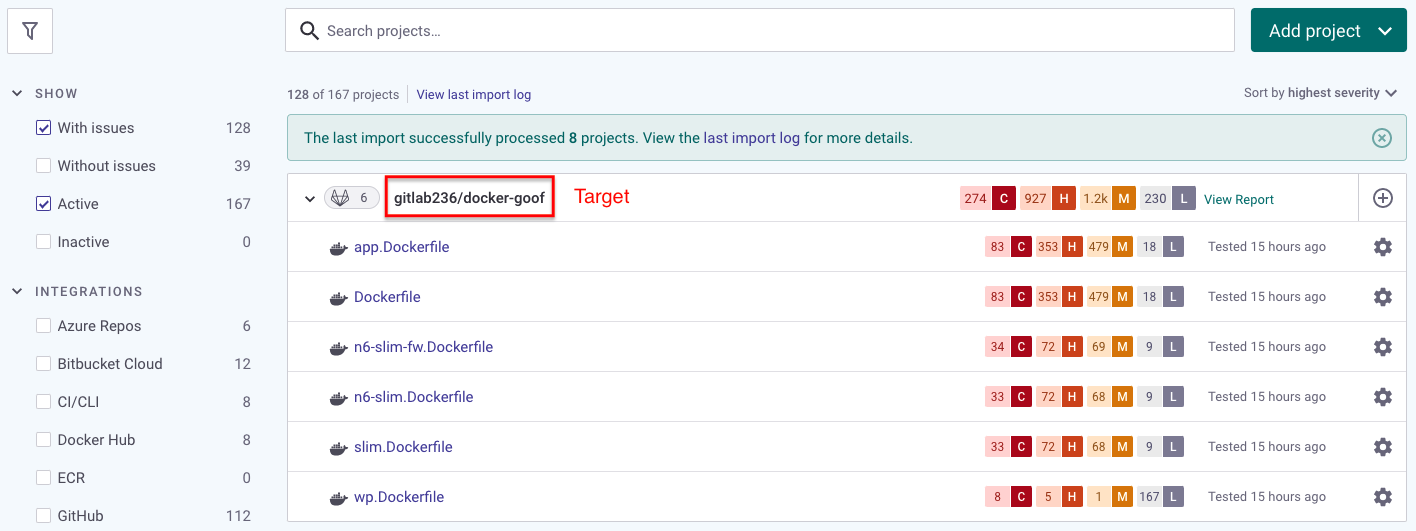 Search projects...
Add project
SHOW
With issues 128
Without issues 39
Active 167
Inactive 0
INTEGRATIONS
Azure Repos 6
Bitbucket Cloud 12
CI/CLI 8
Docker Hub 8
ECR 0
GitHub 112
128 of 167 projects View last import log
Sort by highest severity
The last import successfully processed 8 projects. View the last import log for more details.
6 gitlab236/docker-goof Target 274 C 927 H 1.2k M 230 L View Report
app.Dockerfile 83 C 353 H 479 M 18 L Tested 15 hours ago
Dockerfile 83 C 353 H 479 M 18 L Tested 15 hours ago
n6-slim-fw.Dockerfile 34 C 72 H 69 M 9 L Tested 15 hours ago
n6-slim.Dockerfile 33 C 72 H 68 M 9 L Tested 15 hours ago
slim.Dockerfile 33 C 72 H 68 M 9 L Tested 15 hours ago
wp.Dockerfile 8 C 5 H 1 M 167 L Tested 15 hours ago